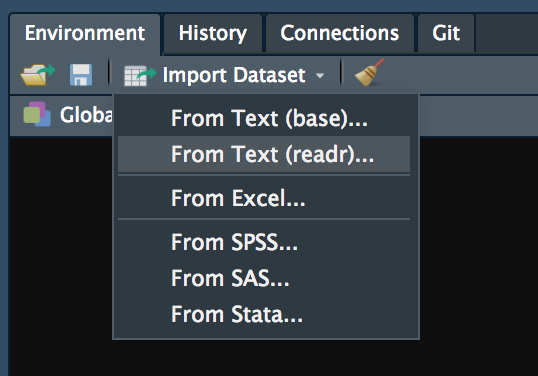 Environment History Connections Git
Import Dataset
Globa
From Text (base)...
From Text (readr)...
From Excel...
From SPSS...
From SAS...
From Stata...